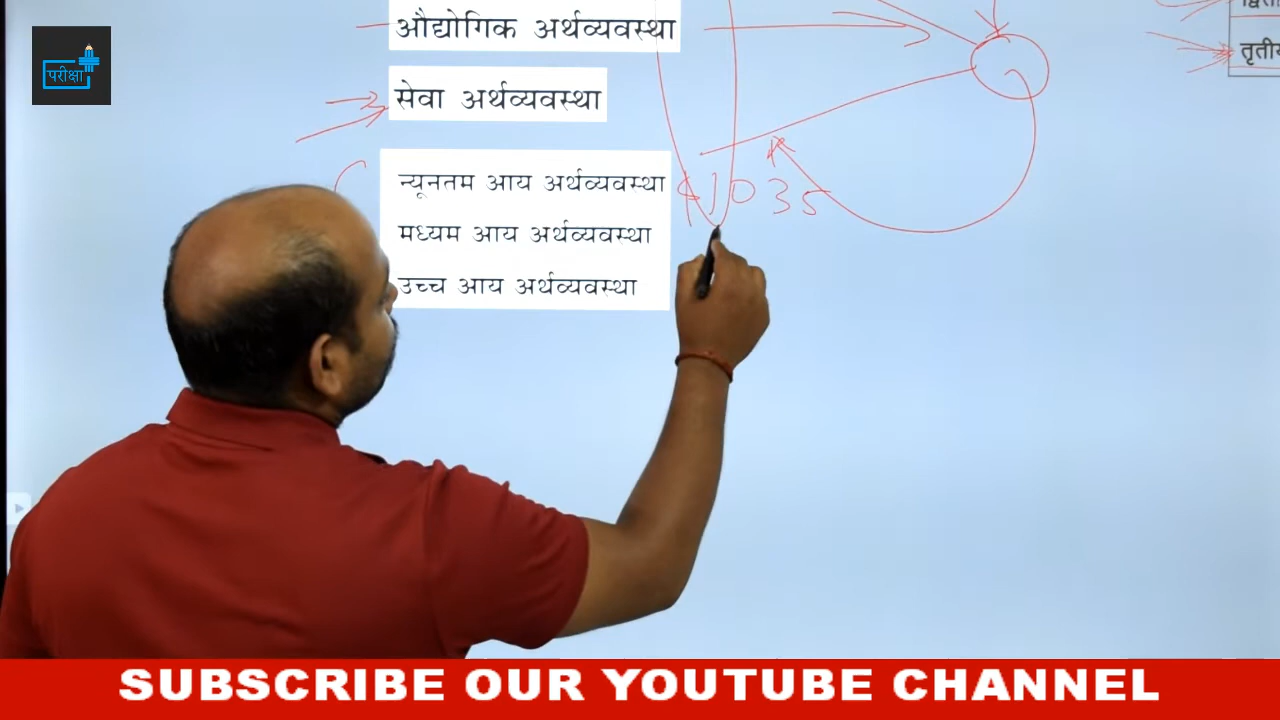 परीक्षा
औद्योगिक अर्थव्यवस्था
सेवा अर्थव्यवस्था
न्यूनतम आय अर्थव्यवस्था
1035
मध्यम आय अर्थव्यवस्था
उच्च आय अर्थव्यवस्था
SUBSCRIBE OUR YOUTUBE CHANNEL